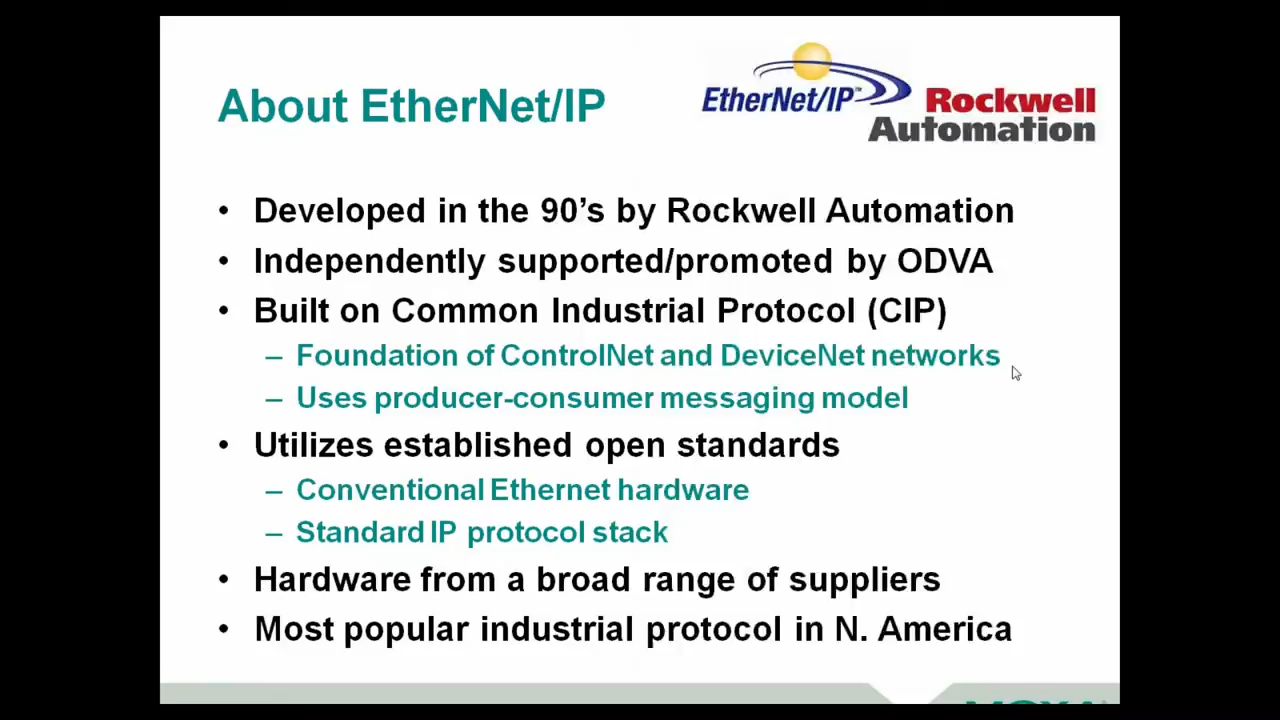 About EtherNet/IP
EtherNet/IP™
Rockwell
Automation
• Developed in the 90's by Rockwell Automation
• Independently supported/promoted by ODVA
• Built on Common Industrial Protocol (CIP)
– Foundation of ControlNet and DeviceNet networks
– Uses producer-consumer messaging model
• Utilizes established open standards
– Conventional Ethernet hardware
– Standard IP protocol stack
• Hardware from a broad range of suppliers
• Most popular industrial protocol in N. America